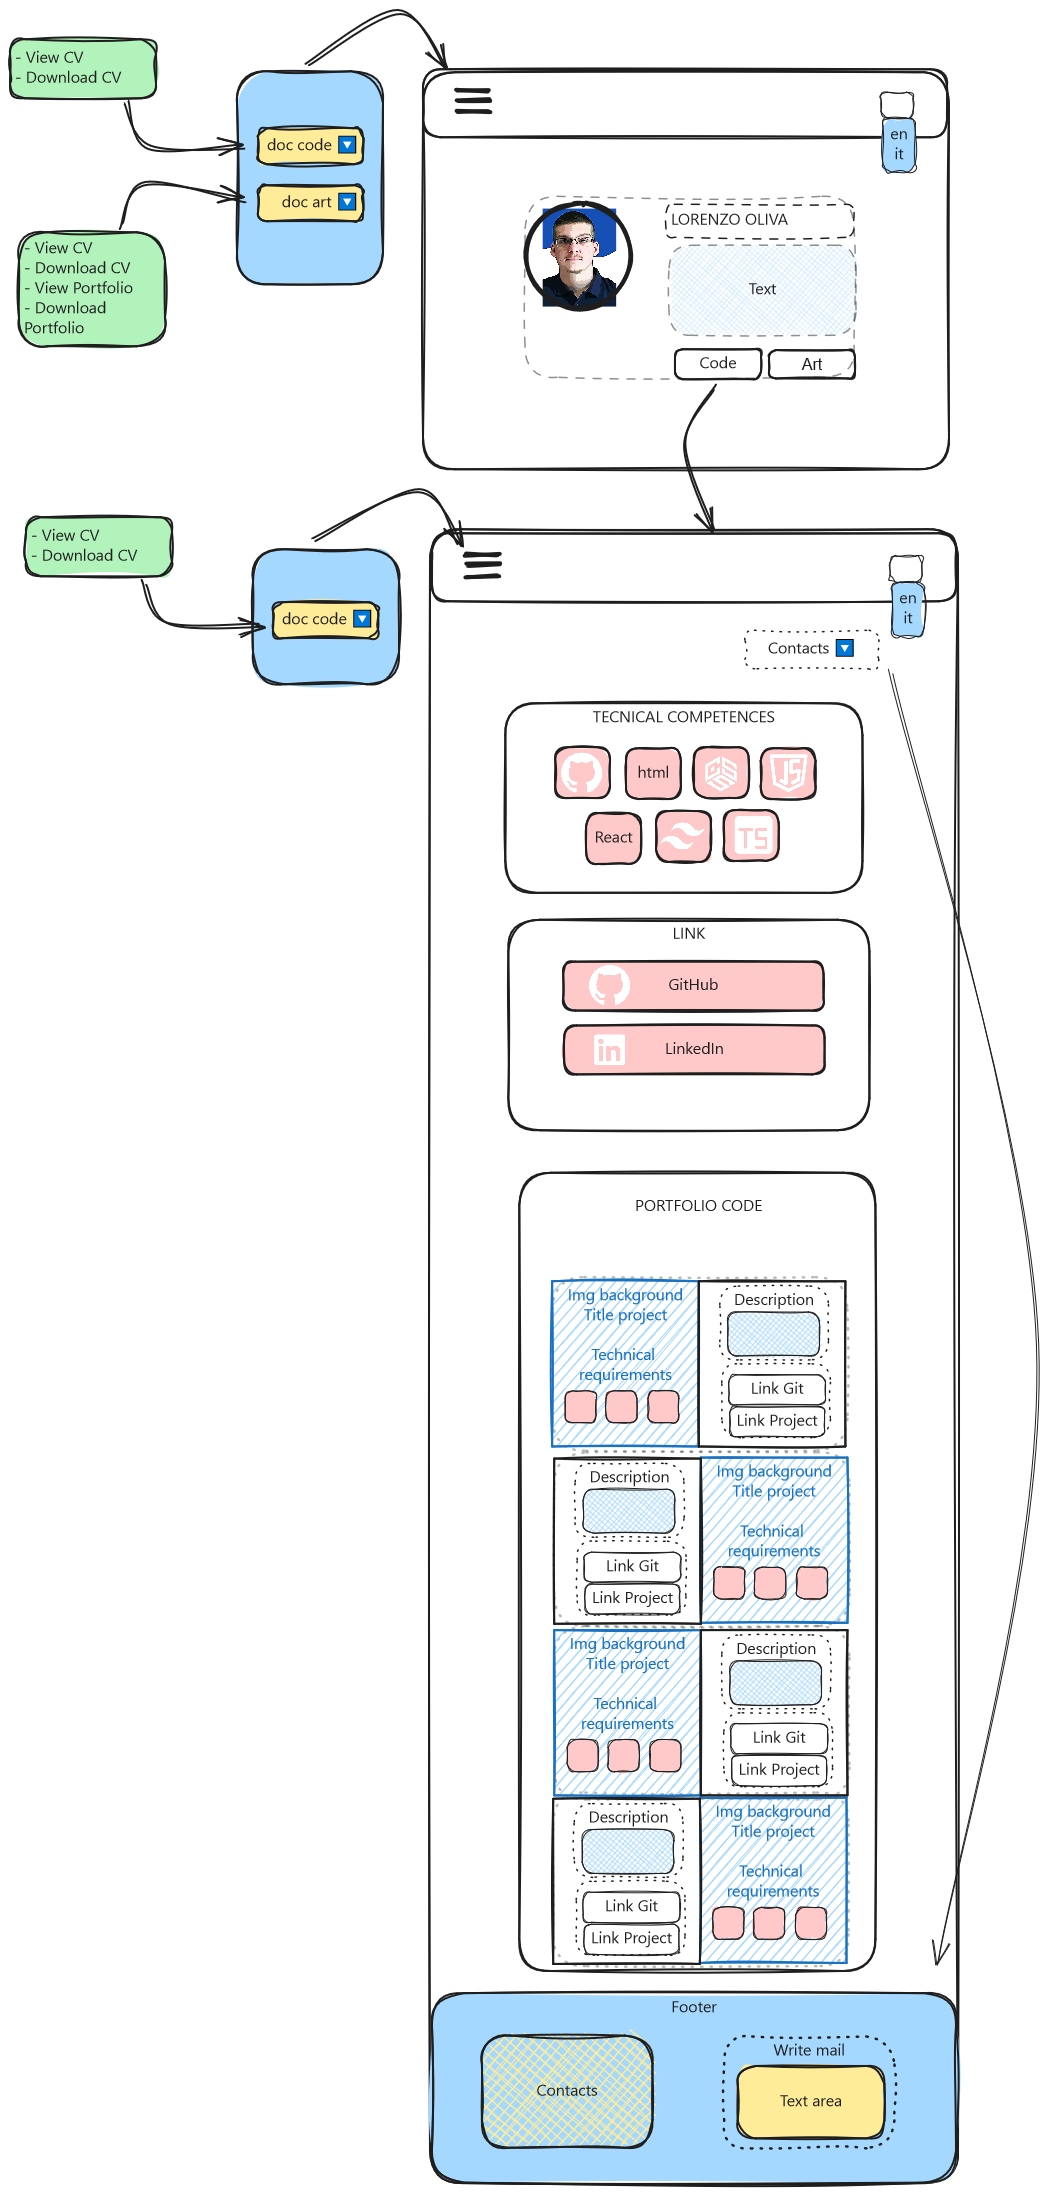 - View CV
- Download CV
doc code
doc art
- View CV
- Download CV
- View Portfolio
- Download
Portfolio
en
it
LORENZO OLIVA
Text
Code
Art
- View CV
- Download CV
doc code
en
it
Contacts
TECNICAL COMPETENCES
html
JS
React
TS
LINK
GitHub
in
LinkedIn
PORTFOLIO CODE
Img background
Title project
Technical
requirements
Description
Link Git
Link Project
Description
Link Git
Link Project
Img background
Title project
Technical
requirements
Img background
Title project
Technical
requirements
Description
Link Git
Link Project
Description
Link Git
Link Project
Img background
Title project
Technical
requirements
Footer
Contacts
Write mail
Text area